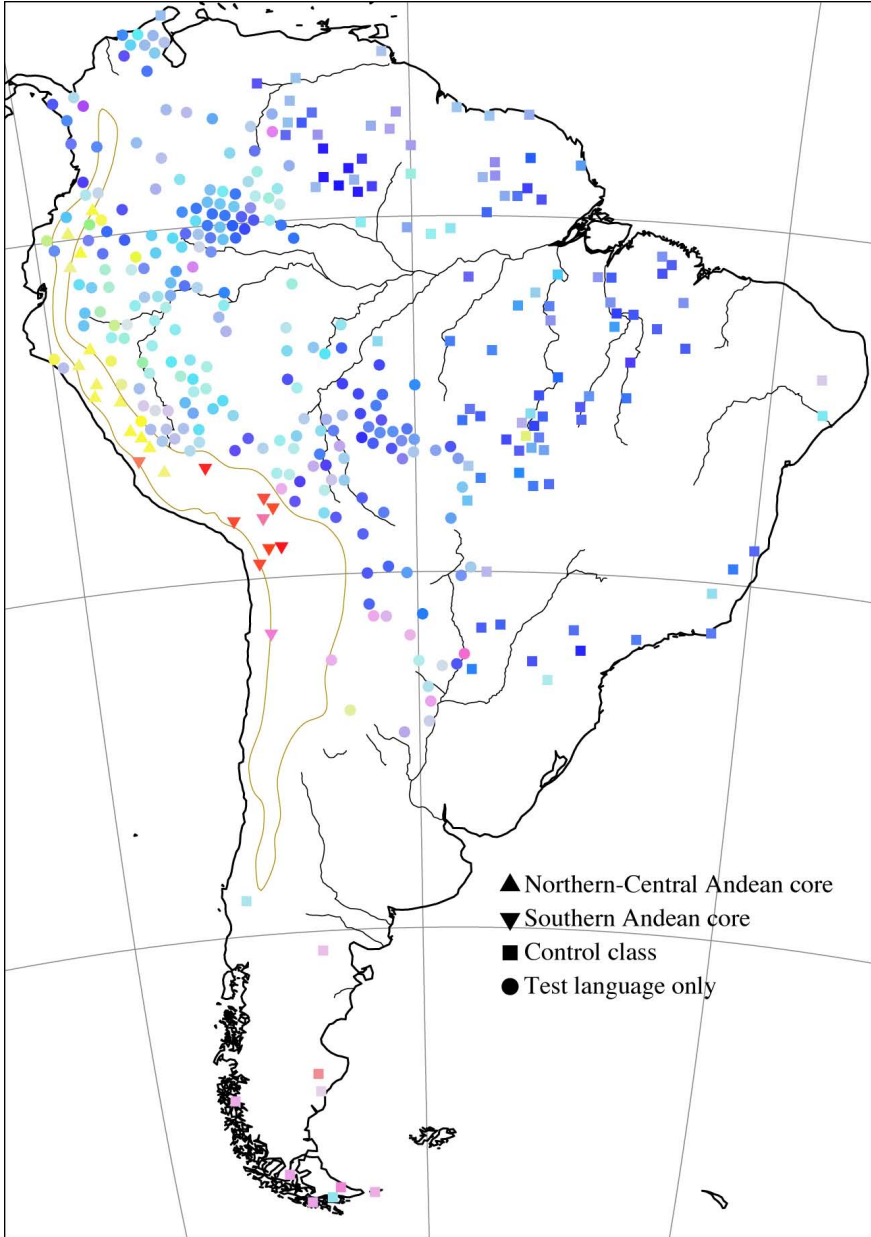 Northern-Central Andean core
Southern Andean core
Control class
Test language only